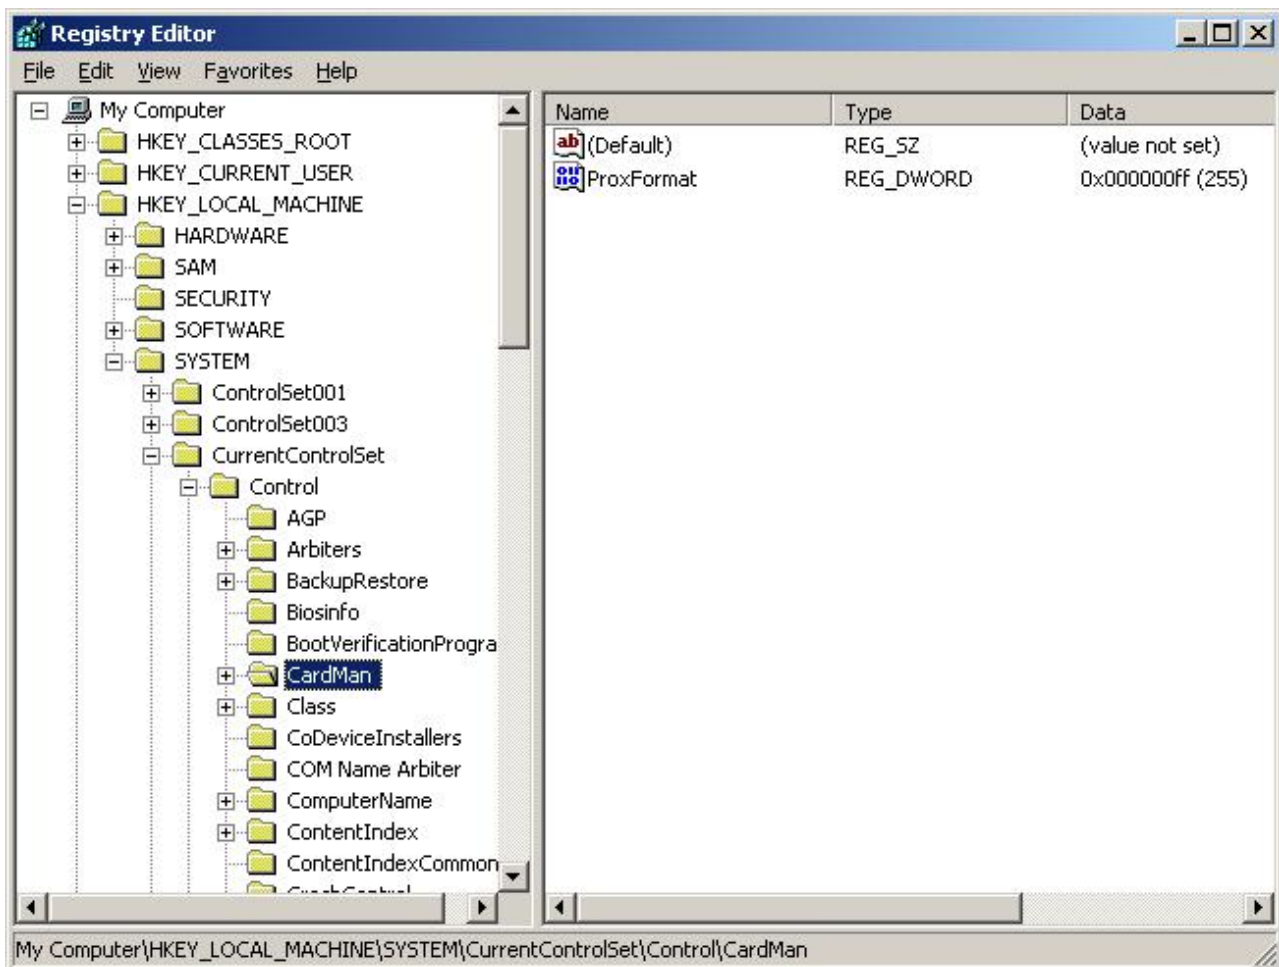 Registry Editor
File Edit View Favorites Help
My Computer
HKEY_CLASSES_ROOT
HKEY_CURRENT_USER
HKEY_LOCAL_MACHINE
HARDWARE
SAM
SECURITY
SOFTWARE
SYSTEM
ControlSet001
ControlSet003
CurrentControlSet
Control
AGP
Arbiters
BackupRestore
Biosinfo
BootVerificationProgra
CardMan
Class
CoDeviceInstallers
COM Name Arbiter
ComputerName
ContentIndex
ContentIndexCommon
Name Type Data
(Default) REG_SZ (value not set)
ProxFormat REG_DWORD 0x000000ff (255)
My Computer\HKEY_LOCAL_MACHINE\SYSTEM\CurrentControlSet\Control\CardMan